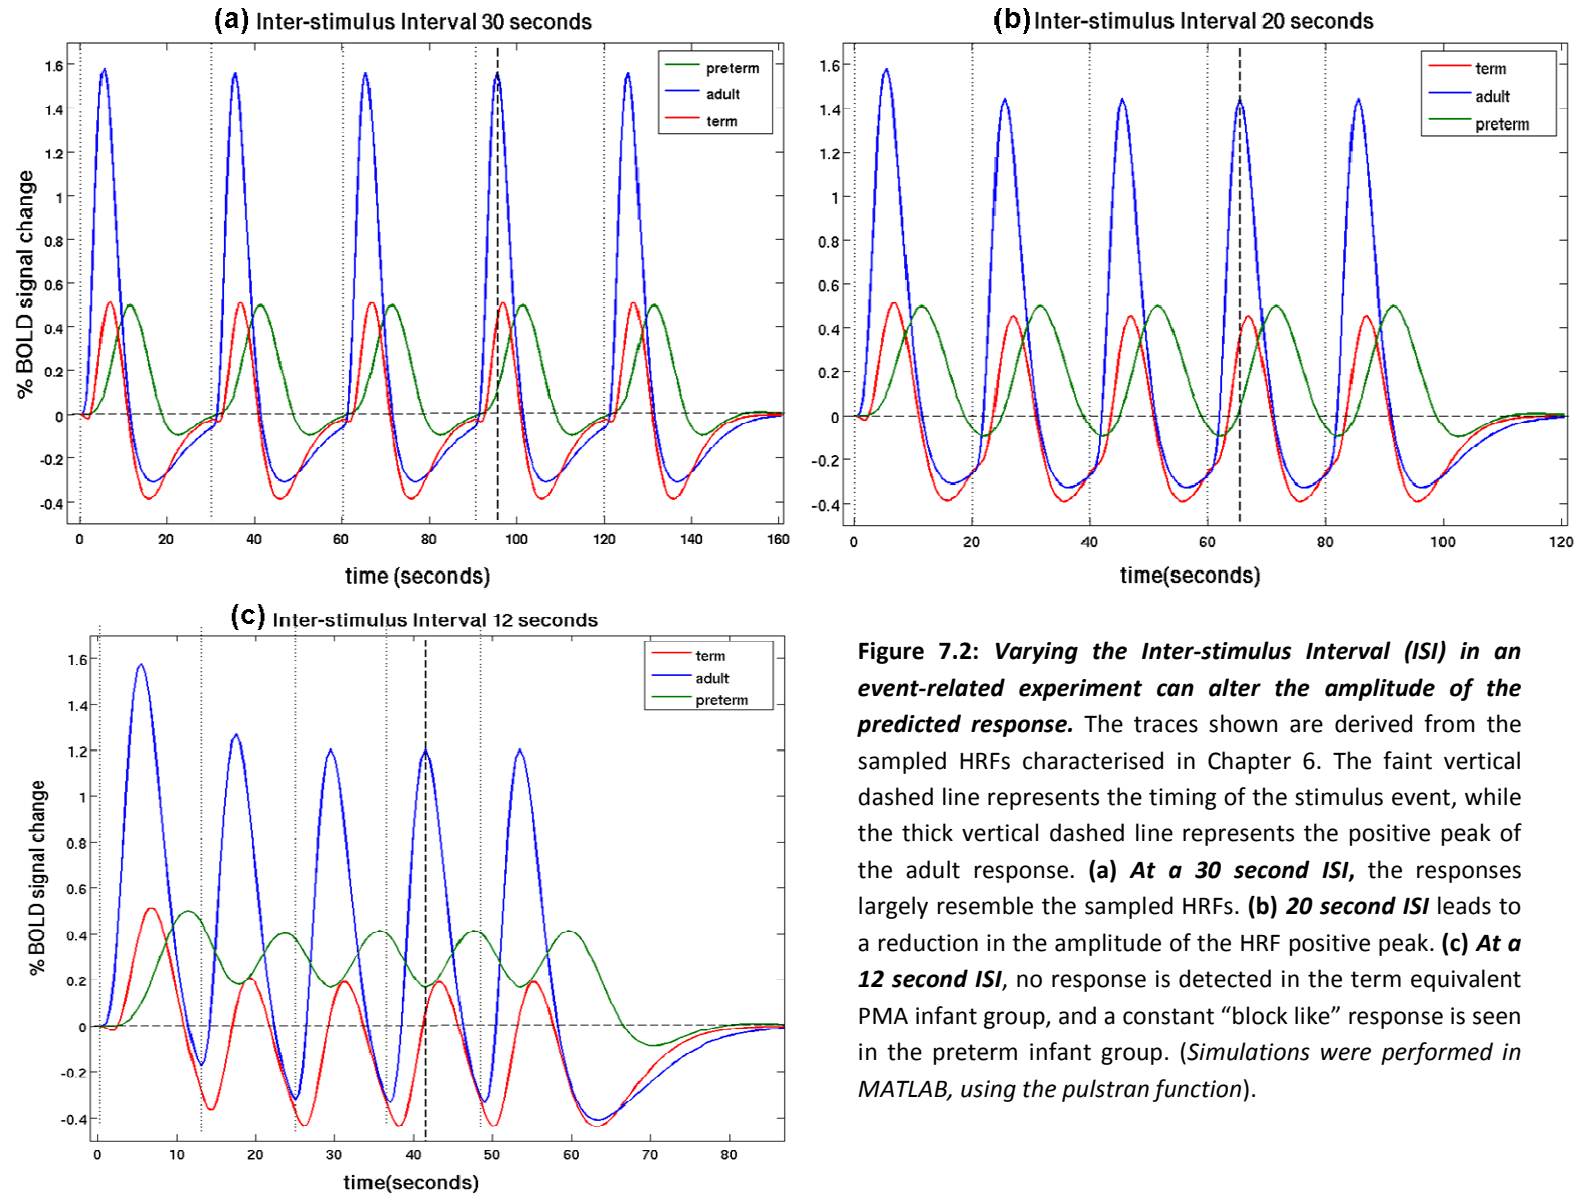 (a) Inter-stimulus Interval 30 seconds
% BOLD signal change
1.6
1.4
1.2
1
0.8
0.6
0.4
0.2
0
-0.2
-0.4
preterm
adult
term
0 20 40 60 80 100 120 140 160
time (seconds)
(b) Inter-stimulus Interval 20 seconds
1.6
1.4
1.2
1
0.8
0.6
0.4
0.2
0
-0.2
-0.4
term
adult
preterm
0 20 40 60 80 100 120
time(seconds)
(c) Inter-stimulus Interval 12 seconds
% BOLD signal change
1.6
1.4
1.2
1
0.8
0.6
0.4
0.2
0
-0.2
-0.4
term
adult
preterm
0 10 20 30 40 50 60 70 80
time(seconds)
Figure 7.2: Varying the Inter-stimulus Interval (ISI) in an
event-related experiment can alter the amplitude of the
predicted response. The traces shown are derived from the
sampled HRFs characterised in Chapter 6. The faint vertical
dashed line represents the timing of the stimulus event, while
the thick vertical dashed line represents the positive peak of
the adult response. (a) At a 30 second ISI, the responses
largely resemble the sampled HRFs. (b) 20 second ISI leads to
a reduction in the amplitude of the HRF positive peak. (c) At a
12 second ISI, no response is detected in the term equivalent
PMA infant group, and a constant “block like” response is seen
in the preterm infant group. (Simulations were performed in
MATLAB, using the pulstran function).